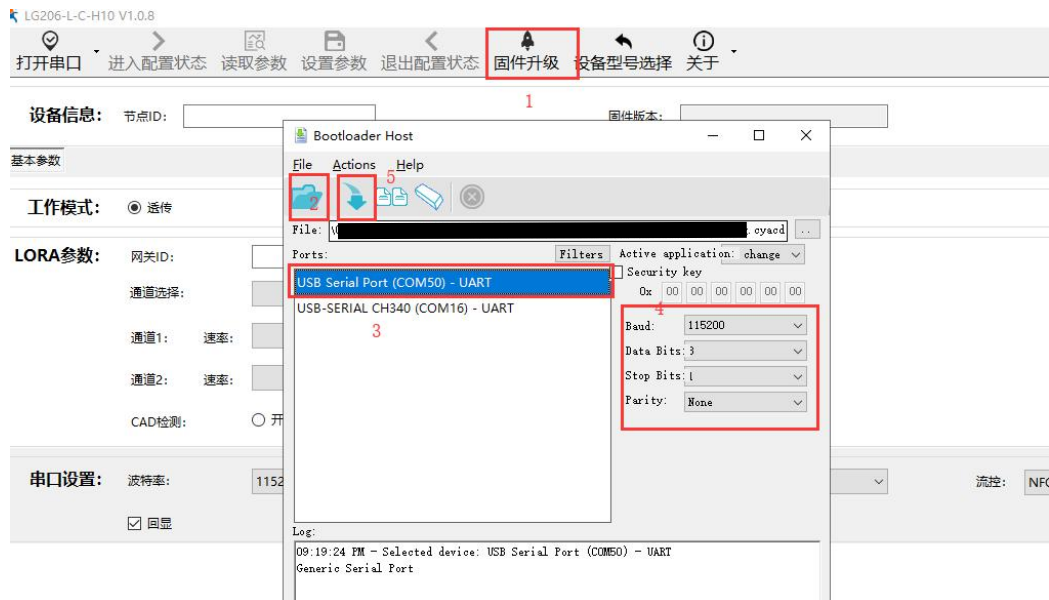 LG206-L-C-H10 V1.0.8
打开串口 进入配置状态 读取参数 设置参数 退出配置状态 固件升级 设备型号选择 关于
1
设备信息: 节点ID: 固件版本:
基本参数
Bootloader Host
File Actions Help
5
2
工作模式: 透传
File: .cyacd ..
LORA参数: 网关ID:
Ports: Filters Active application: change
Security key
USB Serial Port (COM50) - UART
0x 00 00 00 00 00 00
通道选择:
USB-SERIAL CH340 (COM16) - UART
4
3
Baud: 115200
通道1: 速率:
Data Bits:
Stop Bits:
通道2: 速率:
Parity: None
CAD检测: 开
串口设置: 波特率: 1152 流控: NFC
回显
Log:
09:19:24 PM - Selected device: USB Serial Port (COM50) - UART
Generic Serial Port